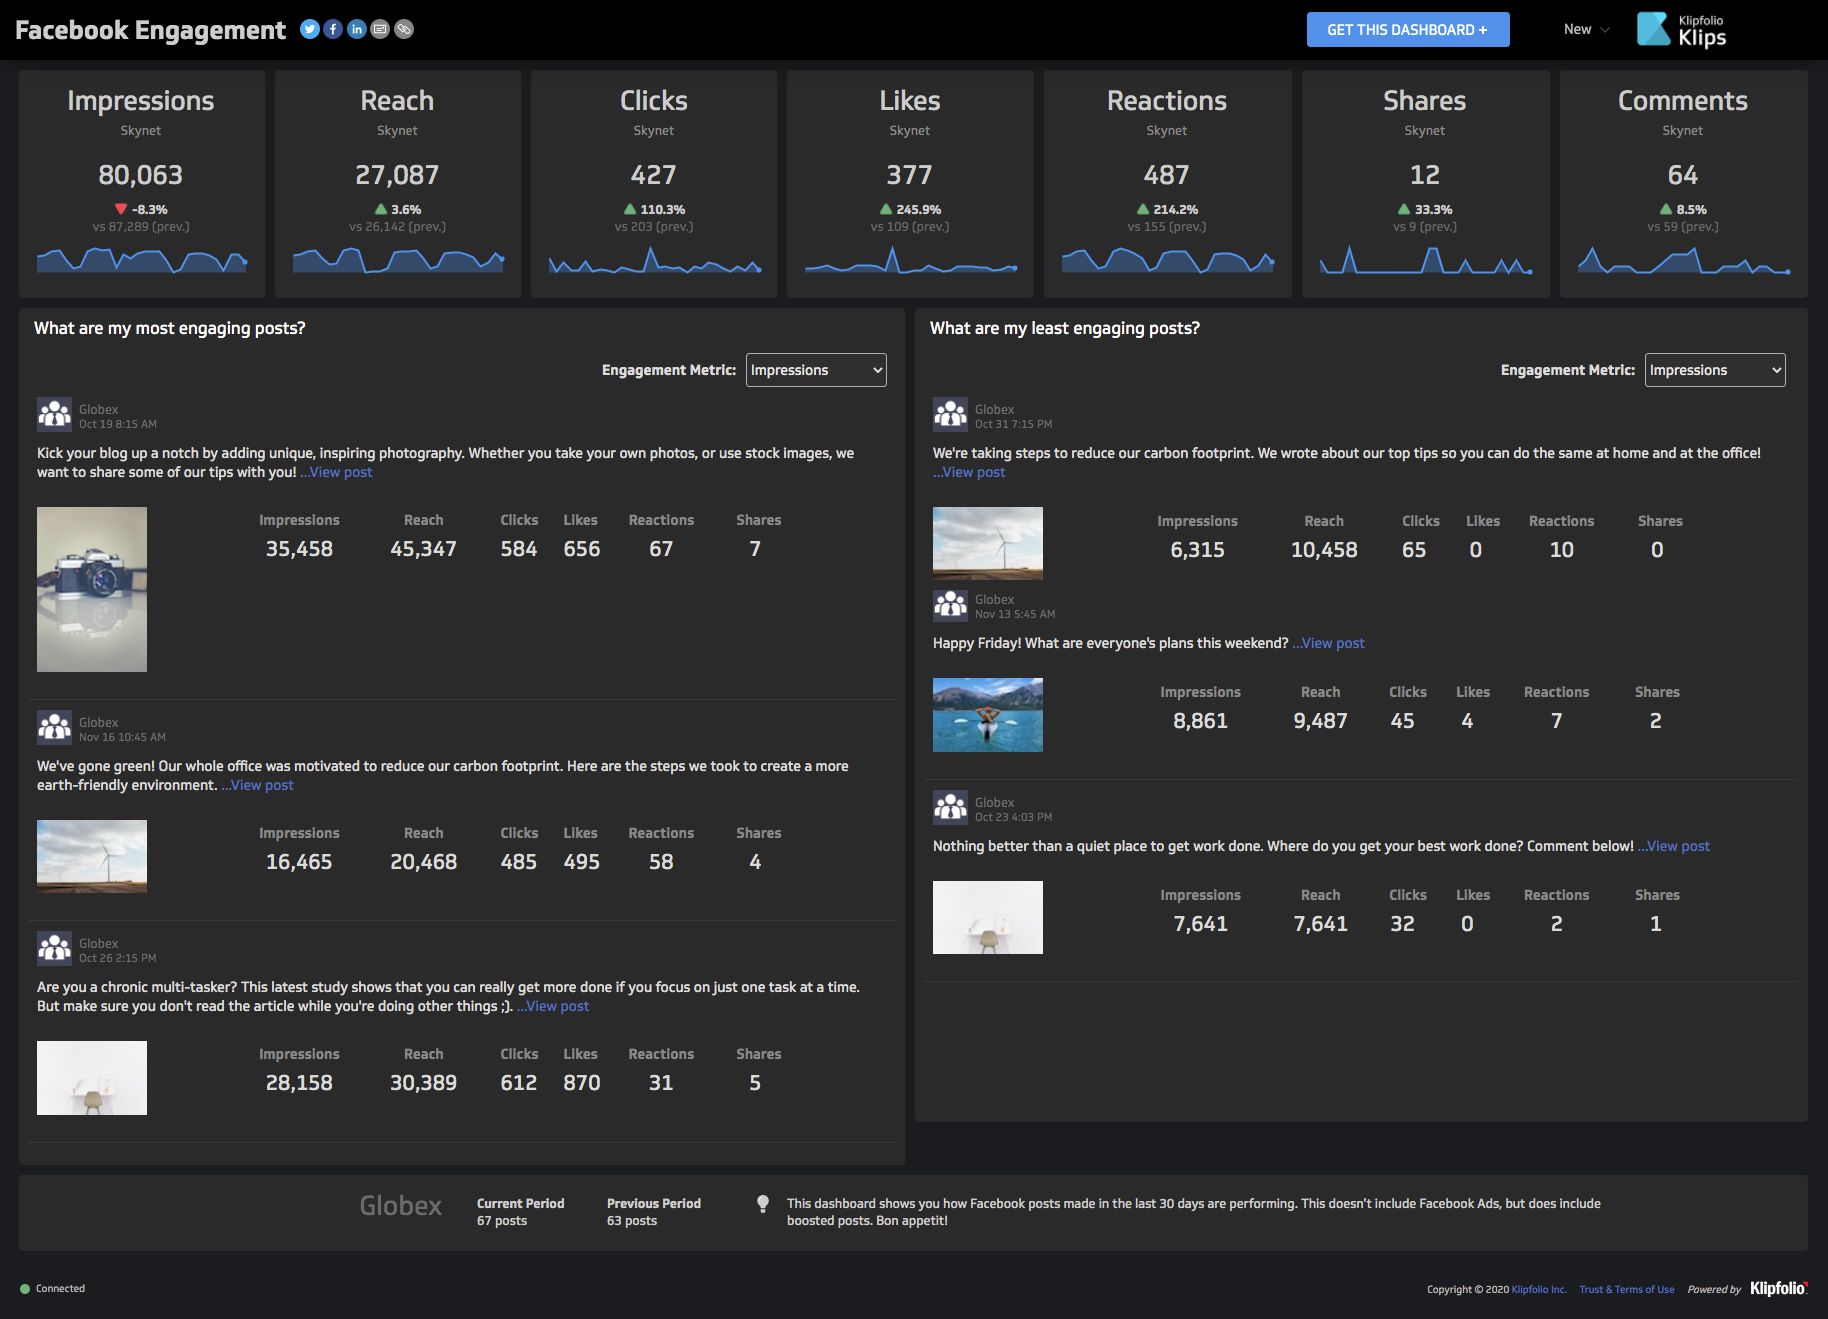 Facebook Engagement
GET THIS DASHBOARD +
New
Klipfolio
Klips
Impressions
Skynet
80,063
-8.3%
vs 87,289 (prev.)
Reach
Skynet
27,087
3.6%
vs 26,142 (prev.)
Clicks
Skynet
427
110.3%
vs 203 (prev.)
Likes
Skynet
377
245.9%
vs 109 (prev.)
Reactions
Skynet
487
214.2%
vs 155 (prev.)
Shares
Skynet
12
33.3%
vs 9 (prev.)
Comments
Skynet
64
8.5%
vs 59 (prev.)
What are my most engaging posts?
Engagement Metric: Impressions
Globex
Oct 19 8:15 AM
Kick your blog up a notch by adding unique, inspiring photography. Whether you take your own photos, or use stock images, we
want to share some of our tips with you! ...View post
Impressions Reach Clicks Likes Reactions Shares
35,458 45,347 584 656 67 7
Globex
Nov 16 10:45 AM
We've gone green! Our whole office was motivated to reduce our carbon footprint. Here are the steps we took to create a more
earth-friendly environment. ...View post
Impressions Reach Clicks Likes Reactions Shares
16,465 20,468 485 495 58 4
Globex
Oct 26 2:15 PM
Are you a chronic multi-tasker? This latest study shows that you can really get more done if you focus on just one task at a time.
But make sure you don't read the article while you're doing other things ;). ...View post
Impressions Reach Clicks Likes Reactions Shares
28,158 30,389 612 870 31 5
What are my least engaging posts?
Engagement Metric: Impressions
Globex
Oct 31 7:15 PM
We're taking steps to reduce our carbon footprint. We wrote about our top tips so you can do the same at home and at the office!
...View post
Impressions Reach Clicks Likes Reactions Shares
6,315 10,458 65 0 10 0
Globex
Nov 13 5:45 AM
Happy Friday! What are everyone's plans this weekend? ...View post
Impressions Reach Clicks Likes Reactions Shares
8,861 9,487 45 4 7 2
Globex
Oct 23 4:03 PM
Nothing better than a quiet place to get work done. Where do you get your best work done? Comment below! ...View post
Impressions Reach Clicks Likes Reactions Shares
7,641 7,641 32 0 2 1
Globex
Current Period
67 posts
Previous Period
63 posts
This dashboard shows you how Facebook posts made in the last 30 days are performing. This doesn't include Facebook Ads, but does include
boosted posts. Bon appetit!
Connected
Copyright © 2020 Klipfolio Inc. Trust & Terms of Use Powered by Klipfolio